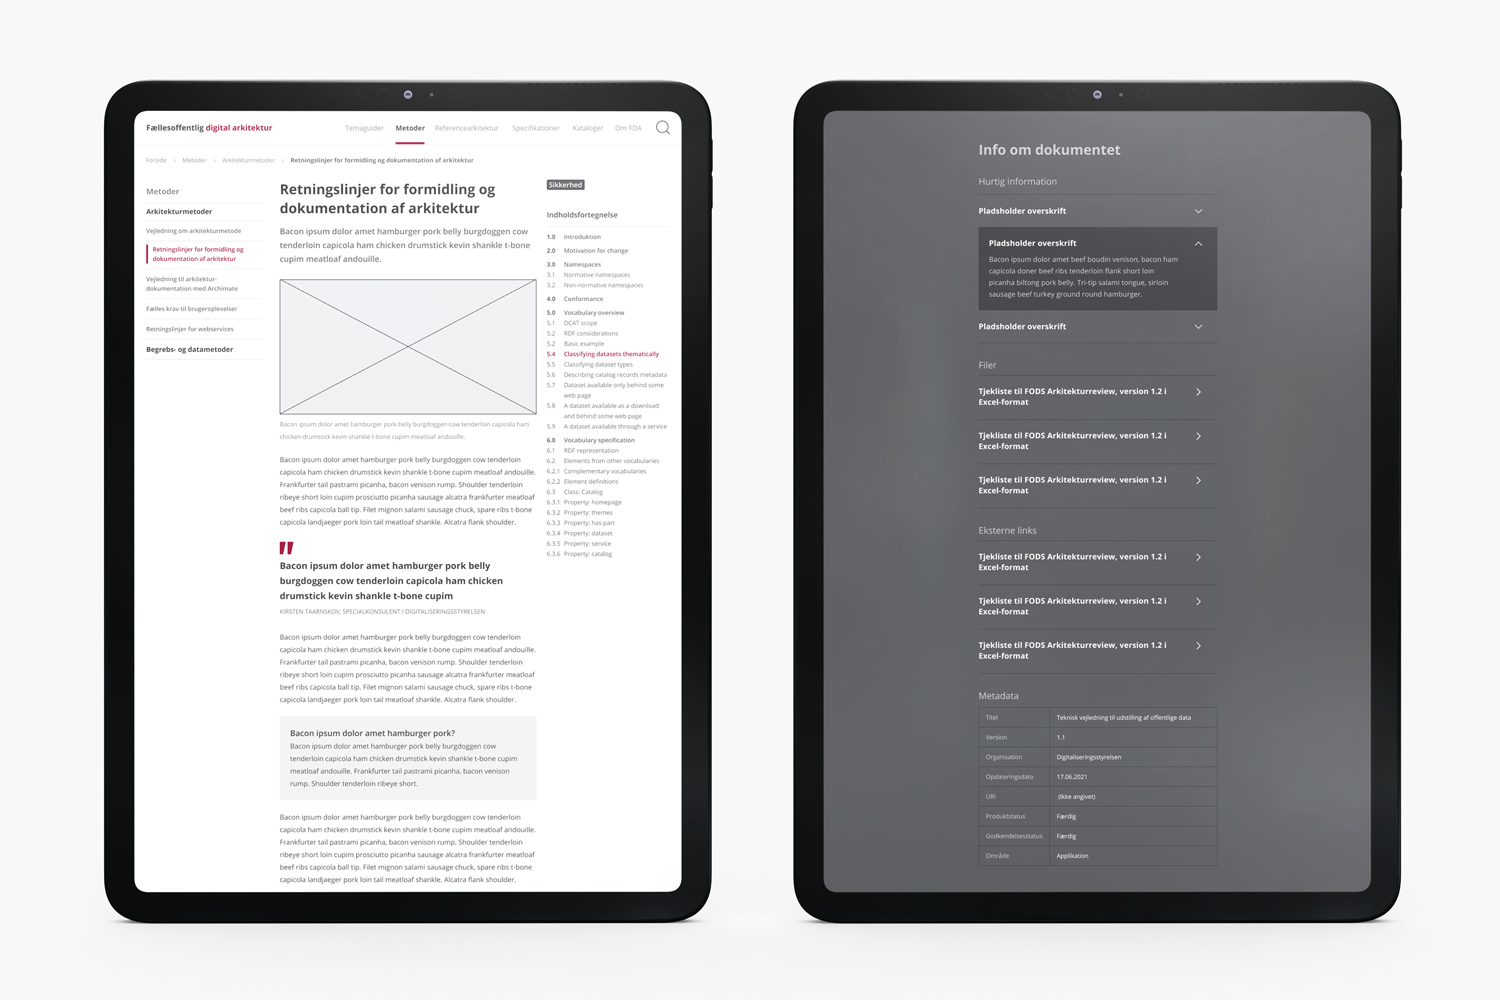 Fællesoffentlig digital arkitektur
Temaguider Metoder Referencearkitektur Specifikationer Kataloger Om FDA
Forside > Metoder > Arkitekturmetoder > Retningslinjer for formidling og dokumentation af arkitektur
Metoder
Arkitekturmetoder
Vejledning om arkitekturmetode
Retningslinjer for formidling og
dokumentation af arkitektur
Vejledning til arkitektur-
dokumentation med Archimate
Fælles krav til brugeroplevelser
Retningslinjer for webservices
Begrebs- og datametoder
Retningslinjer for formidling og
dokumentation af arkitektur
Bacon ipsum dolor amet hamburger pork belly burgdoggen cow
tenderloin capicola ham chicken drumstick kevin shankle t-bone
cupim meatloaf andouille.
Bacon ipsum dolor amet hamburger pork belly burgdoggen cow tenderloin capicola ham
chicken drumstick kevin shankle t-bone cupim meatloaf andouille.
Bacon ipsum dolor amet hamburger pork belly burgdoggen cow tenderloin
capicola ham chicken drumstick kevin shankle t-bone cupim meatloaf andouille.
Frankfurter tail pastrami picanha, bacon venison rump. Shoulder tenderloin
ribeye short loin cupim prosciutto picanha sausage alcatra frankfurter meatloaf
beef ribs capicola ball tip. Filet mignon salami sausage chuck, spare ribs t-bone
capicola landjaeger pork loin tail meatloaf shankle. Alcatra flank shoulder.
"
Bacon ipsum dolor amet hamburger pork belly
burgdoggen cow tenderloin capicola ham chicken
drumstick kevin shankle t-bone cupim
KIRSTEN TAARNSKOV, SPECIALKONSULENT I DIGITALISERINGSSTYRELSEN
Bacon ipsum dolor amet hamburger pork belly burgdoggen cow tenderloin
capicola ham chicken drumstick kevin shankle t-bone cupim meatloaf andouille.
Frankfurter tail pastrami picanha, bacon venison rump. Shoulder tenderloin
ribeye short loin cupim prosciutto picanha sausage alcatra frankfurter meatloaf
beef ribs capicola ball tip. Filet mignon salami sausage chuck, spare ribs t-bone
capicola landjaeger pork loin tail meatloaf shankle. Alcatra flank shoulder.
Bacon ipsum dolor amet hamburger pork?
Bacon ipsum dolor amet hamburger pork belly burgdoggen cow
tenderloin capicola ham chicken drumstick kevin shankle t-bone cupim
meatloaf andouille. Frankfurter tail pastrami picanha, bacon venison
rump. Shoulder tenderloin ribeye short.
Bacon ipsum dolor amet hamburger pork belly burgdoggen cow tenderloin
capicola ham chicken drumstick kevin shankle t-bone cupim meatloaf andouille.
Frankfurter tail pastrami picanha, bacon venison rump. Shoulder tenderloin
ribeye short loin cupim prosciutto picanha sausage alcatra frankfurter meatloaf
beef ribs capicola ball tip. Filet mignon salami sausage chuck, spare ribs t-bone
capicola landjaeger pork loin tail meatloaf shankle. Alcatra flank shoulder.
Sikkerhed
Indholdsfortegnelse
1.0 Introduktion
2.0 Motivation for change
3.0 Namespaces
3.1 Normative namespaces
3.2 Non-normative namespaces
4.0 Conformance
5.0 Vocabulary overview
5.1 DCAT scope
5.2 RDF considerations
5.2 Basic example
5.4 Classifying datasets thematically
5.5 Classifying dataset types
5.6 Describing catalog records metadata
5.7 Dataset available only behind some
web page
5.8 A dataset available as a download
and behind some web page
5.9 A dataset available through a service
6.0 Vocabulary specification
6.1 RDF representation
6.2 Elements from other vocabularies
6.2.1 Complementary vocabularies
6.2.2 Element definitions
6.3 Class: Catalog
6.3.1 Property: homepage
6.3.2 Property: themes
6.3.3 Property: has part
6.3.4 Property: dataset
6.3.5 Property: service
6.3.6 Property: catalog
Info om dokumentet
Hurtig information
Pladsholder overskrift
Pladsholder overskrift
Bacon ipsum dolor amet beef boudin venison, bacon ham
capicola doner beef ribs tenderloin flank short loin
picanha biltong pork belly. Tri-tip salami tongue, sirloin
sausage beef turkey ground round hamburger.
Pladsholder overskrift
Filer
Tjekliste til FODS Arkitekturreview, version 1.2 i
Excel-format
Tjekliste til FODS Arkitekturreview, version 1.2 i
Excel-format
Tjekliste til FODS Arkitekturreview, version 1.2 i
Excel-format
Eksterne links
Tjekliste til FODS Arkitekturreview, version 1.2 i
Excel-format
Tjekliste til FODS Arkitekturreview, version 1.2 i
Excel-format
Tjekliste til FODS Arkitekturreview, version 1.2 i
Excel-format
Metadata
Titel Teknisk vejledning til udstilling af offentlige data
Version 1.1
Organisation Digitaliseringsstyrelsen
Opdateringsdato 17.06.2021
URI (Ikke angivet)
Produktstatus Færdig
Godkendelsesstatus Færdig
Område Applikation